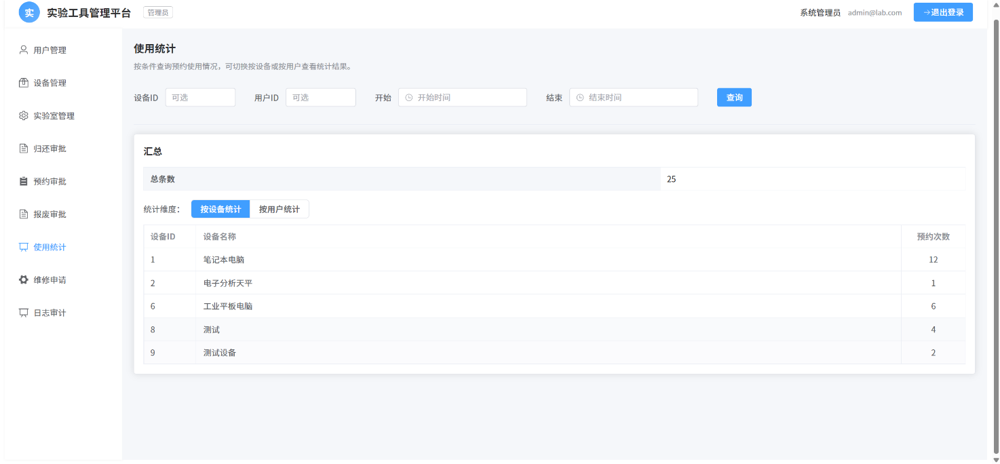 实 实验工具管理平台 管理员 系统管理员 admin@lab.com →退出登录
用户管理
设备管理
实验室管理
归还审批
预约审批
报废审批
使用统计
维修申请
日志审计
使用统计
按条件查询预约使用情况，可切换按设备或按用户查看统计结果。
设备ID 可选 用户ID 可选 开始 开始时间 结束 结束时间 查询
汇总
总条数 25
统计维度： 按设备统计 按用户统计
设备ID 设备名称 预约次数
1 笔记本电脑 12
2 电子分析天平 1
6 工业平板电脑 6
8 测试 4
9 测试设备 2